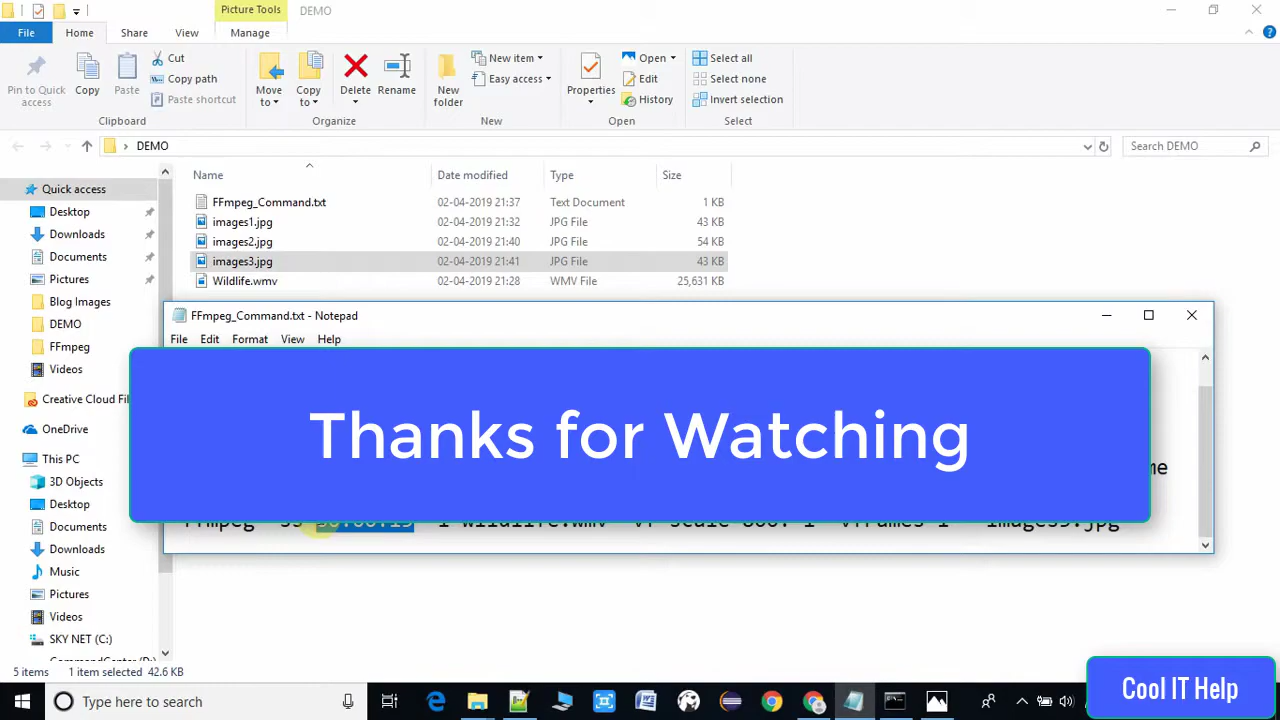 Picture Tools
DEMO
File
Home
Share
View
Manage
Pin to Quick access
Copy
Paste
Cut
Copy path
Paste shortcut
Clipboard
Move to
Copy to
Delete
Rename
Organize
New folder
New item
Easy access
New
Properties
Open
Edit
History
Open
Select all
Select none
Invert selection
Select
DEMO
Search DEMO
Name
Date modified
Type
Size
FFmpeg_Command.txt 02-04-2019 21:37 Text Document 1 KB
images1.jpg 02-04-2019 21:32 JPG File 43 KB
images2.jpg 02-04-2019 21:40 JPG File 54 KB
images3.jpg 02-04-2019 21:41 JPG File 43 KB
Wildlife.wmv 02-04-2019 21:28 WMV File 25,631 KB
Quick access
Desktop
Downloads
Documents
Pictures
Blog Images
DEMO
FFmpeg
Videos
Creative Cloud Fil
OneDrive
This PC
3D Objects
Desktop
Documents
Downloads
Music
Pictures
Videos
SKY NET (C:)
FFmpeg_Command.txt - Notepad
File Edit Format View Help
Thanks for Watching
5 items 1 item selected 42.6 KB
Type here to search
Cool IT Help